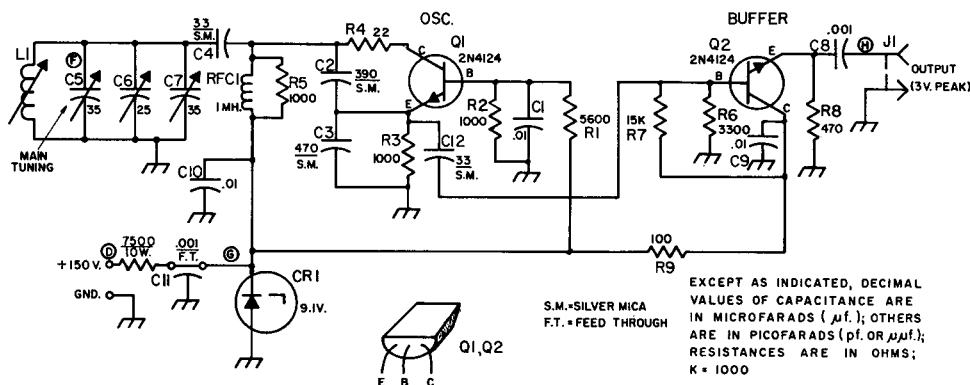 OSC.
BUFFER
33
S.M.
C4
R4 22
Q1
2N4124
C
B
E
Q2
2N4124
E
B
C
C8
.001
H
J1
OUTPUT
(3V. PEAK)
L1
F
C5
35
C6
25
C7
35
MAIN
TUNING
RFC1
1 MH.
R5
1000
C2
390
S.M.
C3
470
S.M.
R3
1000
C12
33
S.M.
R2
1000
C1
.01
5600
R1
15K
R7
R6
3300
.01
C9
R8
470
C10
.01
100
R9
D
+150 V.
7500
10W.
.001
F.T.
C11
G
GND.
CR1
9.1V.
Q1,Q2
E B C
S.M.=SILVER MICA
F.T. = FEED THROUGH
EXCEPT AS INDICATED, DECIMAL
VALUES OF CAPACITANCE ARE
IN MICROFARADS ( µf. ); OTHERS
ARE IN PICOFARADS ( pf. OR µµf.);
RESISTANCES ARE IN OHMS;
K = 1000